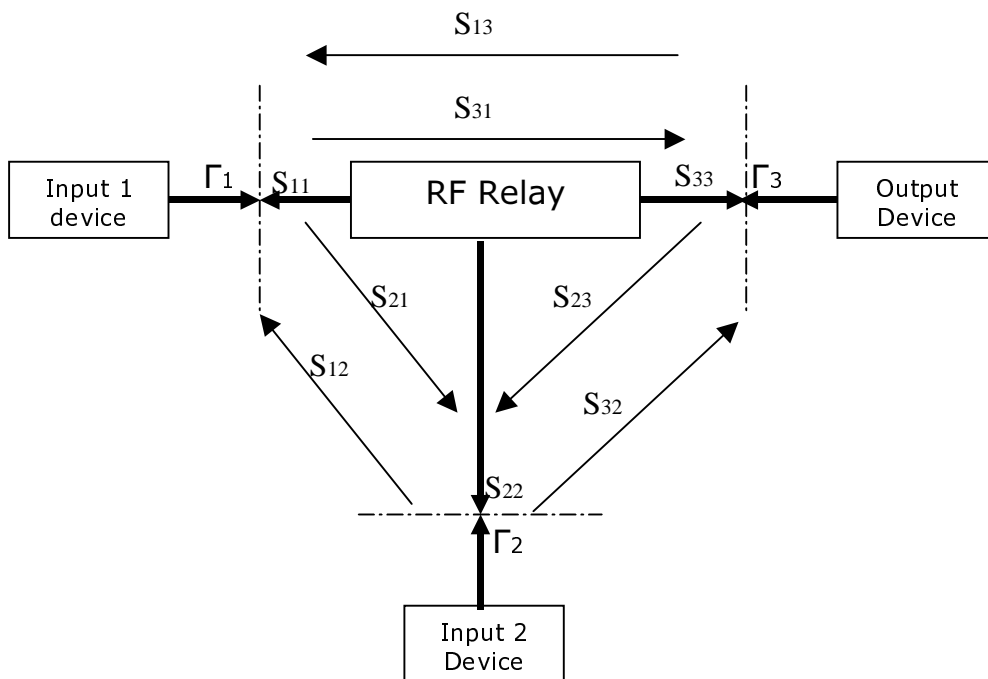 S13
S31
Input 1
device
Γ1
S11
RF Relay
S33
Γ3
Output
Device
S21
S23
S12
S32
S22
Γ2
Input 2
Device